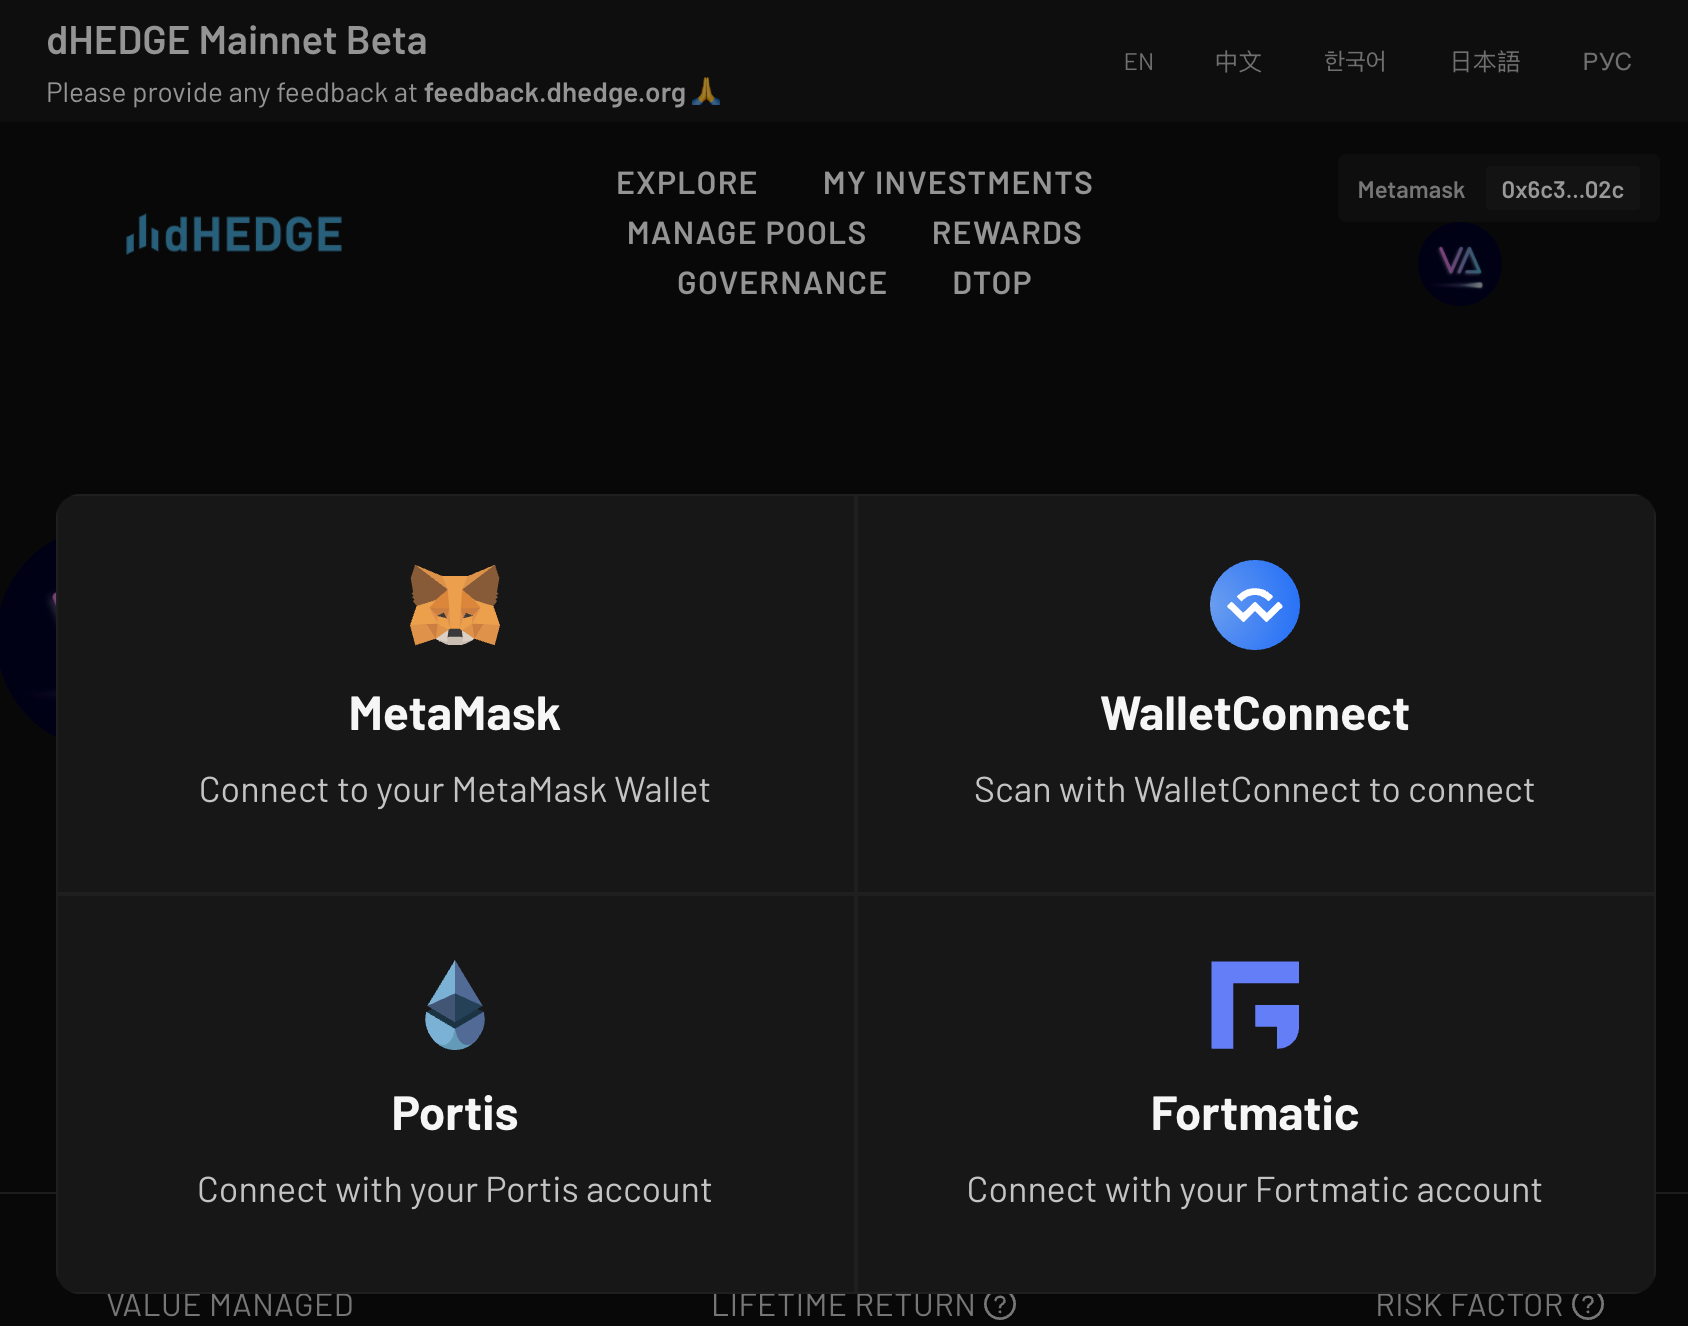 dHEDGE Mainnet Beta
Please provide any feedback at feedback.dhedge.org 🙏
EN 中文 한국어 日本語 РУС
EXPLORE MY INVESTMENTS
MANAGE POOLS REWARDS
GOVERNANCE DTOP
dHEDGE
Metamask 0x6c3...02c
VA
MetaMask
Connect to your MetaMask Wallet
WalletConnect
Scan with WalletConnect to connect
Portis
Connect with your Portis account
Fortmatic
Connect with your Fortmatic account
VALUE MANAGED
LIFETIME RETURN ?
RISK FACTOR ?